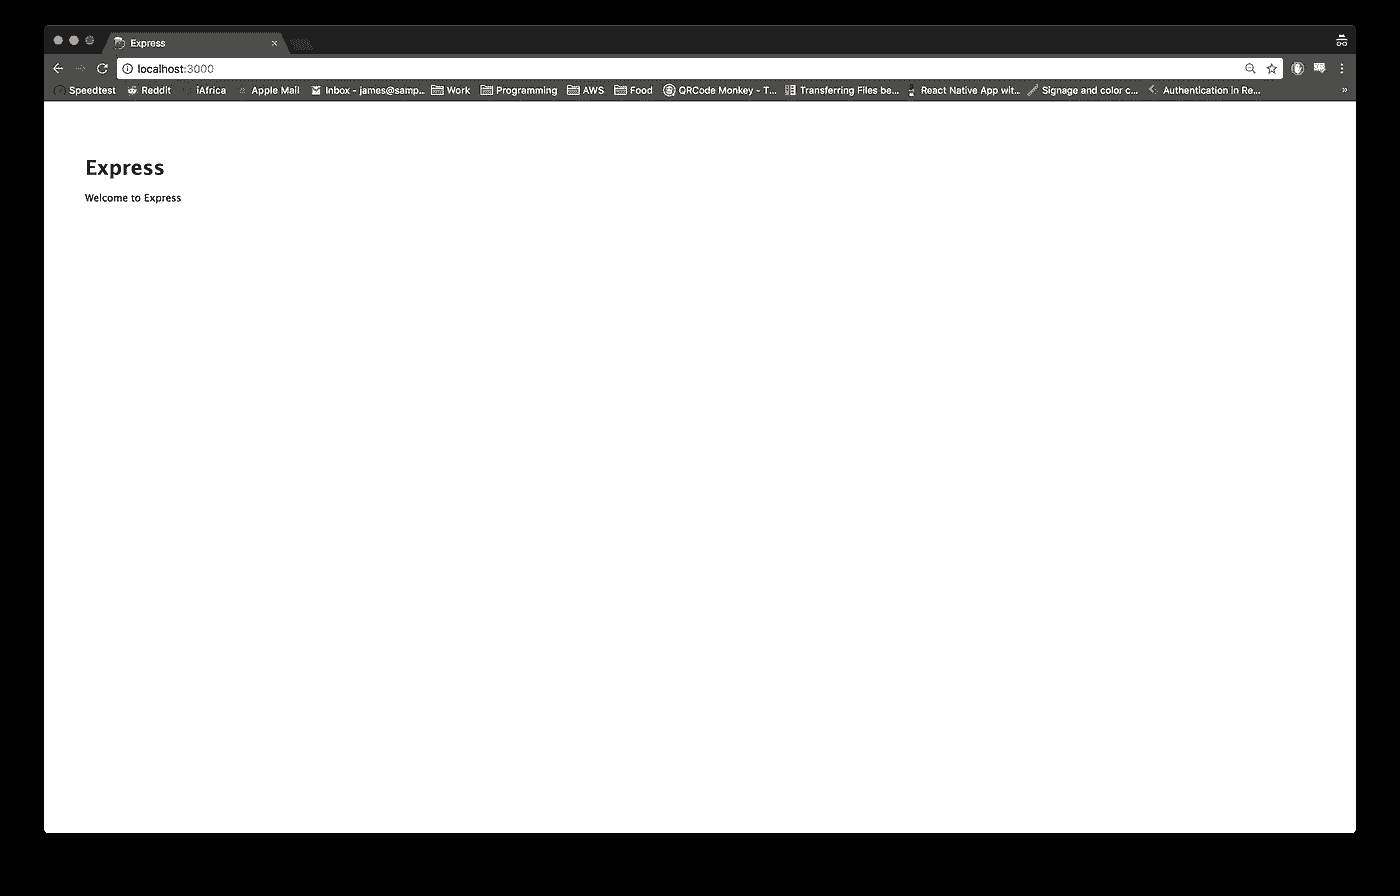 Express
localhost:3000
Speedtest Reddit iAfrica Apple Mail Inbox - james@samp... Work Programming AWS Food QRCode Monkey - T... Transferring Files be... React Native App wit... Signage and color c... Authentication in Re... »
Express
Welcome to Express